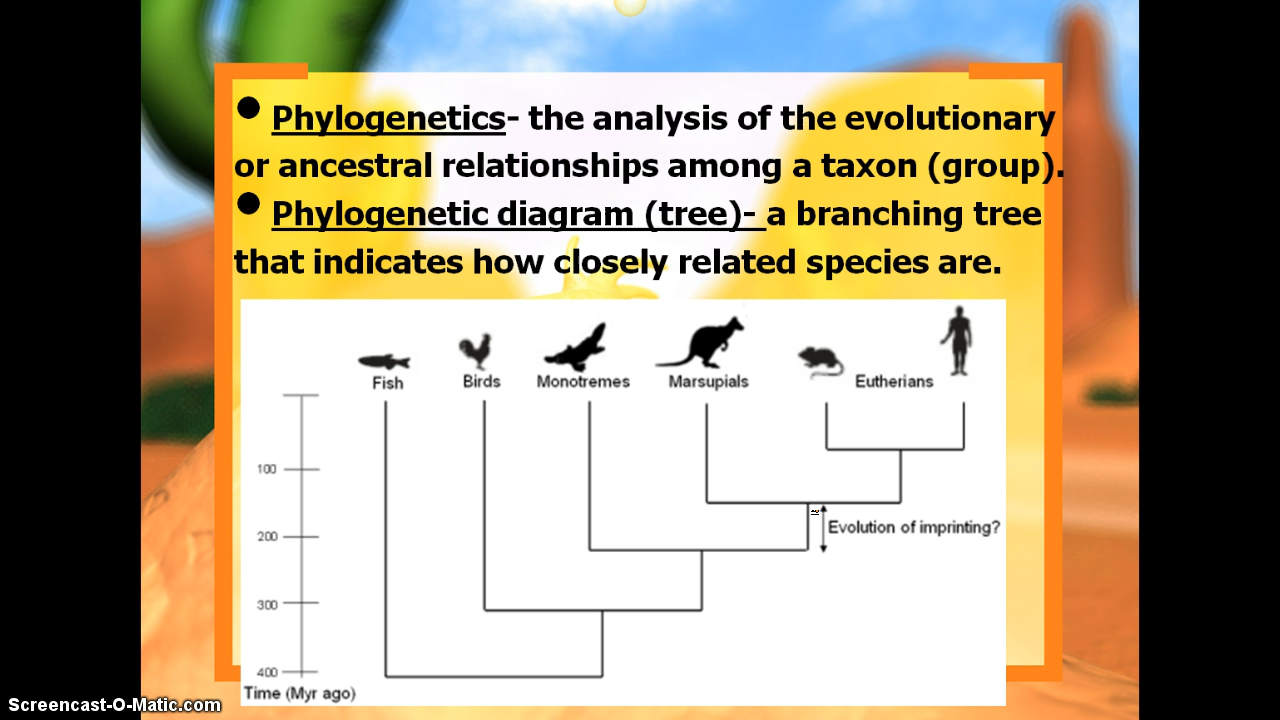 • Phylogenetics- the analysis of the evolutionary
or ancestral relationships among a taxon (group).
• Phylogenetic diagram (tree)- a branching tree
that indicates how closely related species are.
Fish Birds Monotremes Marsupials Eutherians
100
200
Evolution of imprinting?
300
400
Time (Myr ago)
Screencast-O-Matic.com